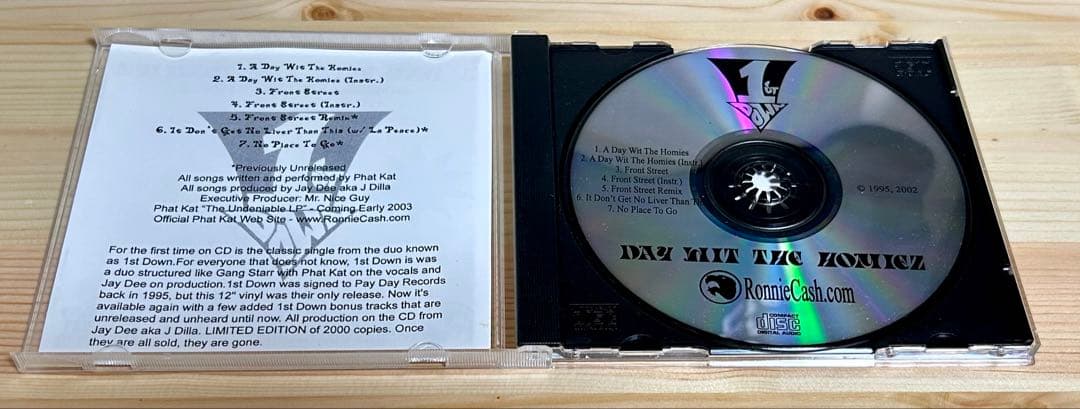 1. A Day Wit The Homies
2. A Day Wit The Homies (Instr.)
3. Front Street
4. Front Street (Instr.)
5. Front Street Remix*
6. It Don't Get No Liver Than This (w/ La Peace)*
7. No Place To Go*
*Previously Unreleased
All songs written and performed by Phat Kat
All songs produced by Jay Dee aka J Dilla
Executive Producer: Mr. Nice Guy
Phat Kat "The Undeniable LP" - Coming Early 2003
Official Phat Kat Web Site - www.RonnieCash.com
For the first time on CD is the classic single from the duo known
as 1st Down.For everyone that does not know, 1st Down is was
a duo structured like Gang Starr with Phat Kat on the vocals and
Jay Dee on production.1st Down was signed to Pay Day Records
back in 1995, but this 12" vinyl was their only release. Now it's
available again with a few added 1st Down bonus tracks that are
unreleased and unheard until now. All production on the CD from
Jay Dee aka J Dilla. LIMITED EDITION of 2000 copies. Once
they are all sold, they are gone.
1ST
DOWN
1. A Day Wit The Homies
2. A Day Wit The Homies (Instr.)
3. Front Street
4. Front Street (Instr.)
5. Front Street Remix
6. It Don't Get No Liver Than
7. No Place To Go
© 1995, 2002
DAY WIT THE HOMIEZ
RonnieCash.com
COMPACT
disc
DIGITAL AUDIO